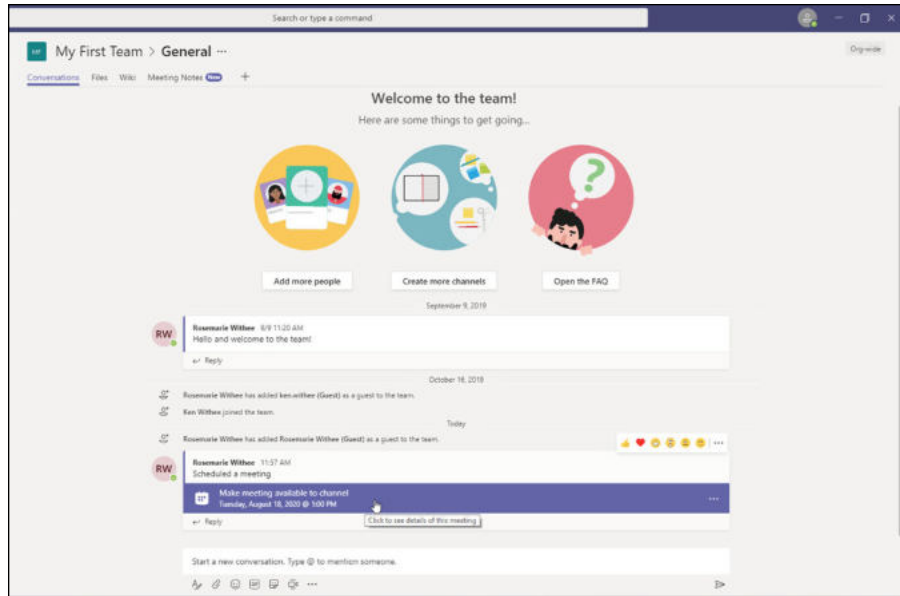 Search or type a command
My First Team > General ...
Org-wide
Conversations Files Wiki Meeting Notes New +
Welcome to the team!
Here are some things to get going...
Add more people Create more channels Open the FAQ
September 9, 2019
RW
Rosemarie Withee 9/9 11:20 AM
Hello and welcome to the team!
Reply
October 16, 2019
Rosemarie Withee has added ken.withee (Guest) as a guest to the team.
Ken Withee joined the team.
Today
Rosemarie Withee has added Rosemarie Withee (Guest) as a guest to the team.
RW
Rosemarie Withee 11:57 AM
Scheduled a meeting
Make meeting available to channel
Tuesday, August 18, 2020 @ 1:00 PM
Click to see details of this meeting
Reply
Start a new conversation. Type @ to mention someone.